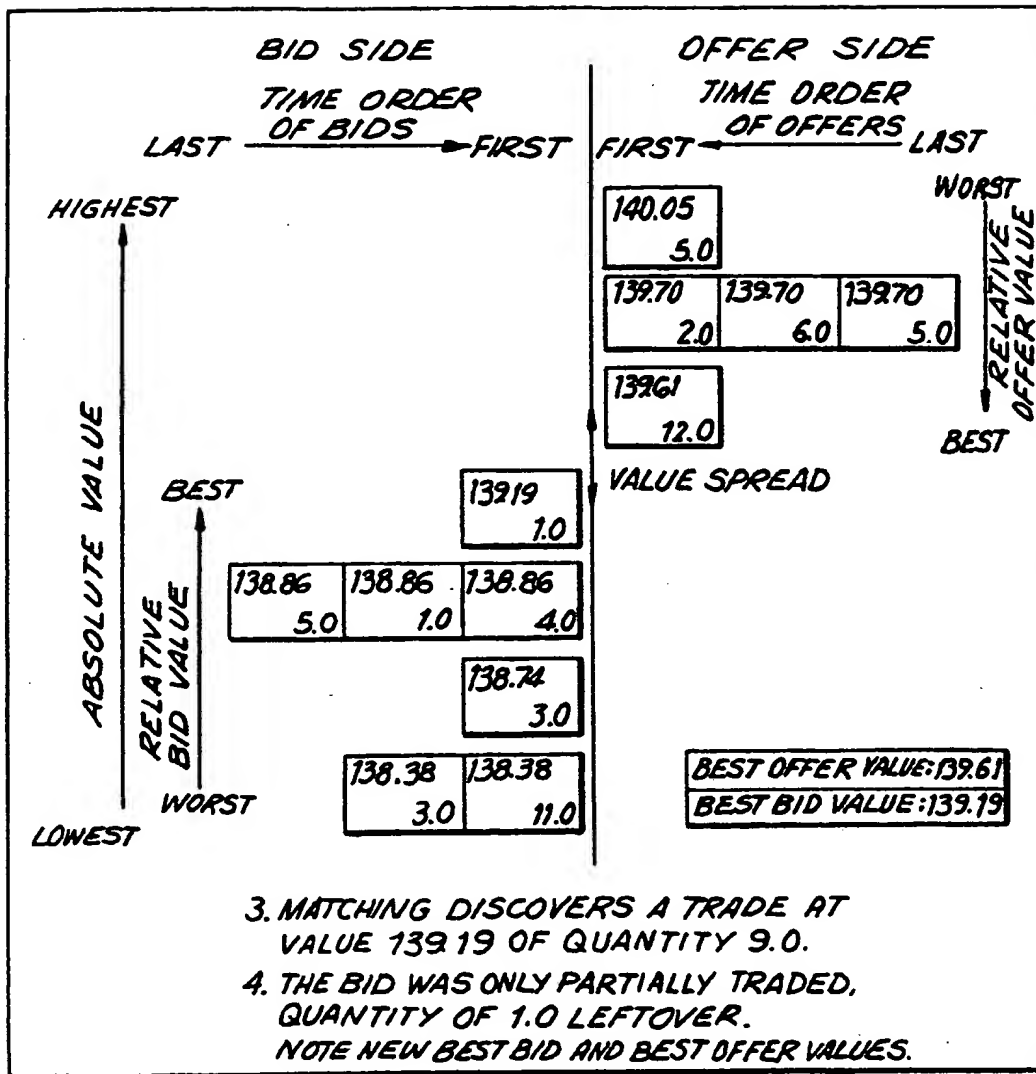 BID SIDE
OFFER SIDE
TIME ORDER
OF BIDS
TIME ORDER
OF OFFERS
LAST
FIRST
FIRST
LAST
HIGHEST
LOWEST
ABSOLUTE VALUE
BEST
WORST
RELATIVE
BID VALUE
WORST
BEST
RELATIVE
OFFER VALUE
140.05
5.0
139.70 139.70 139.70
2.0 6.0 5.0
139.61
12.0
VALUE SPREAD
139.19
1.0
138.86 138.86 138.86
5.0 1.0 4.0
138.74
3.0
138.38 138.38
3.0 11.0
BEST OFFER VALUE:139.61
BEST BID VALUE:139.19
3. MATCHING DISCOVERS A TRADE AT
VALUE 139.19 OF QUANTITY 9.0.
4. THE BID WAS ONLY PARTIALLY TRADED,
QUANTITY OF 1.0 LEFTOVER.
NOTE NEW BEST BID AND BEST OFFER VALUES.